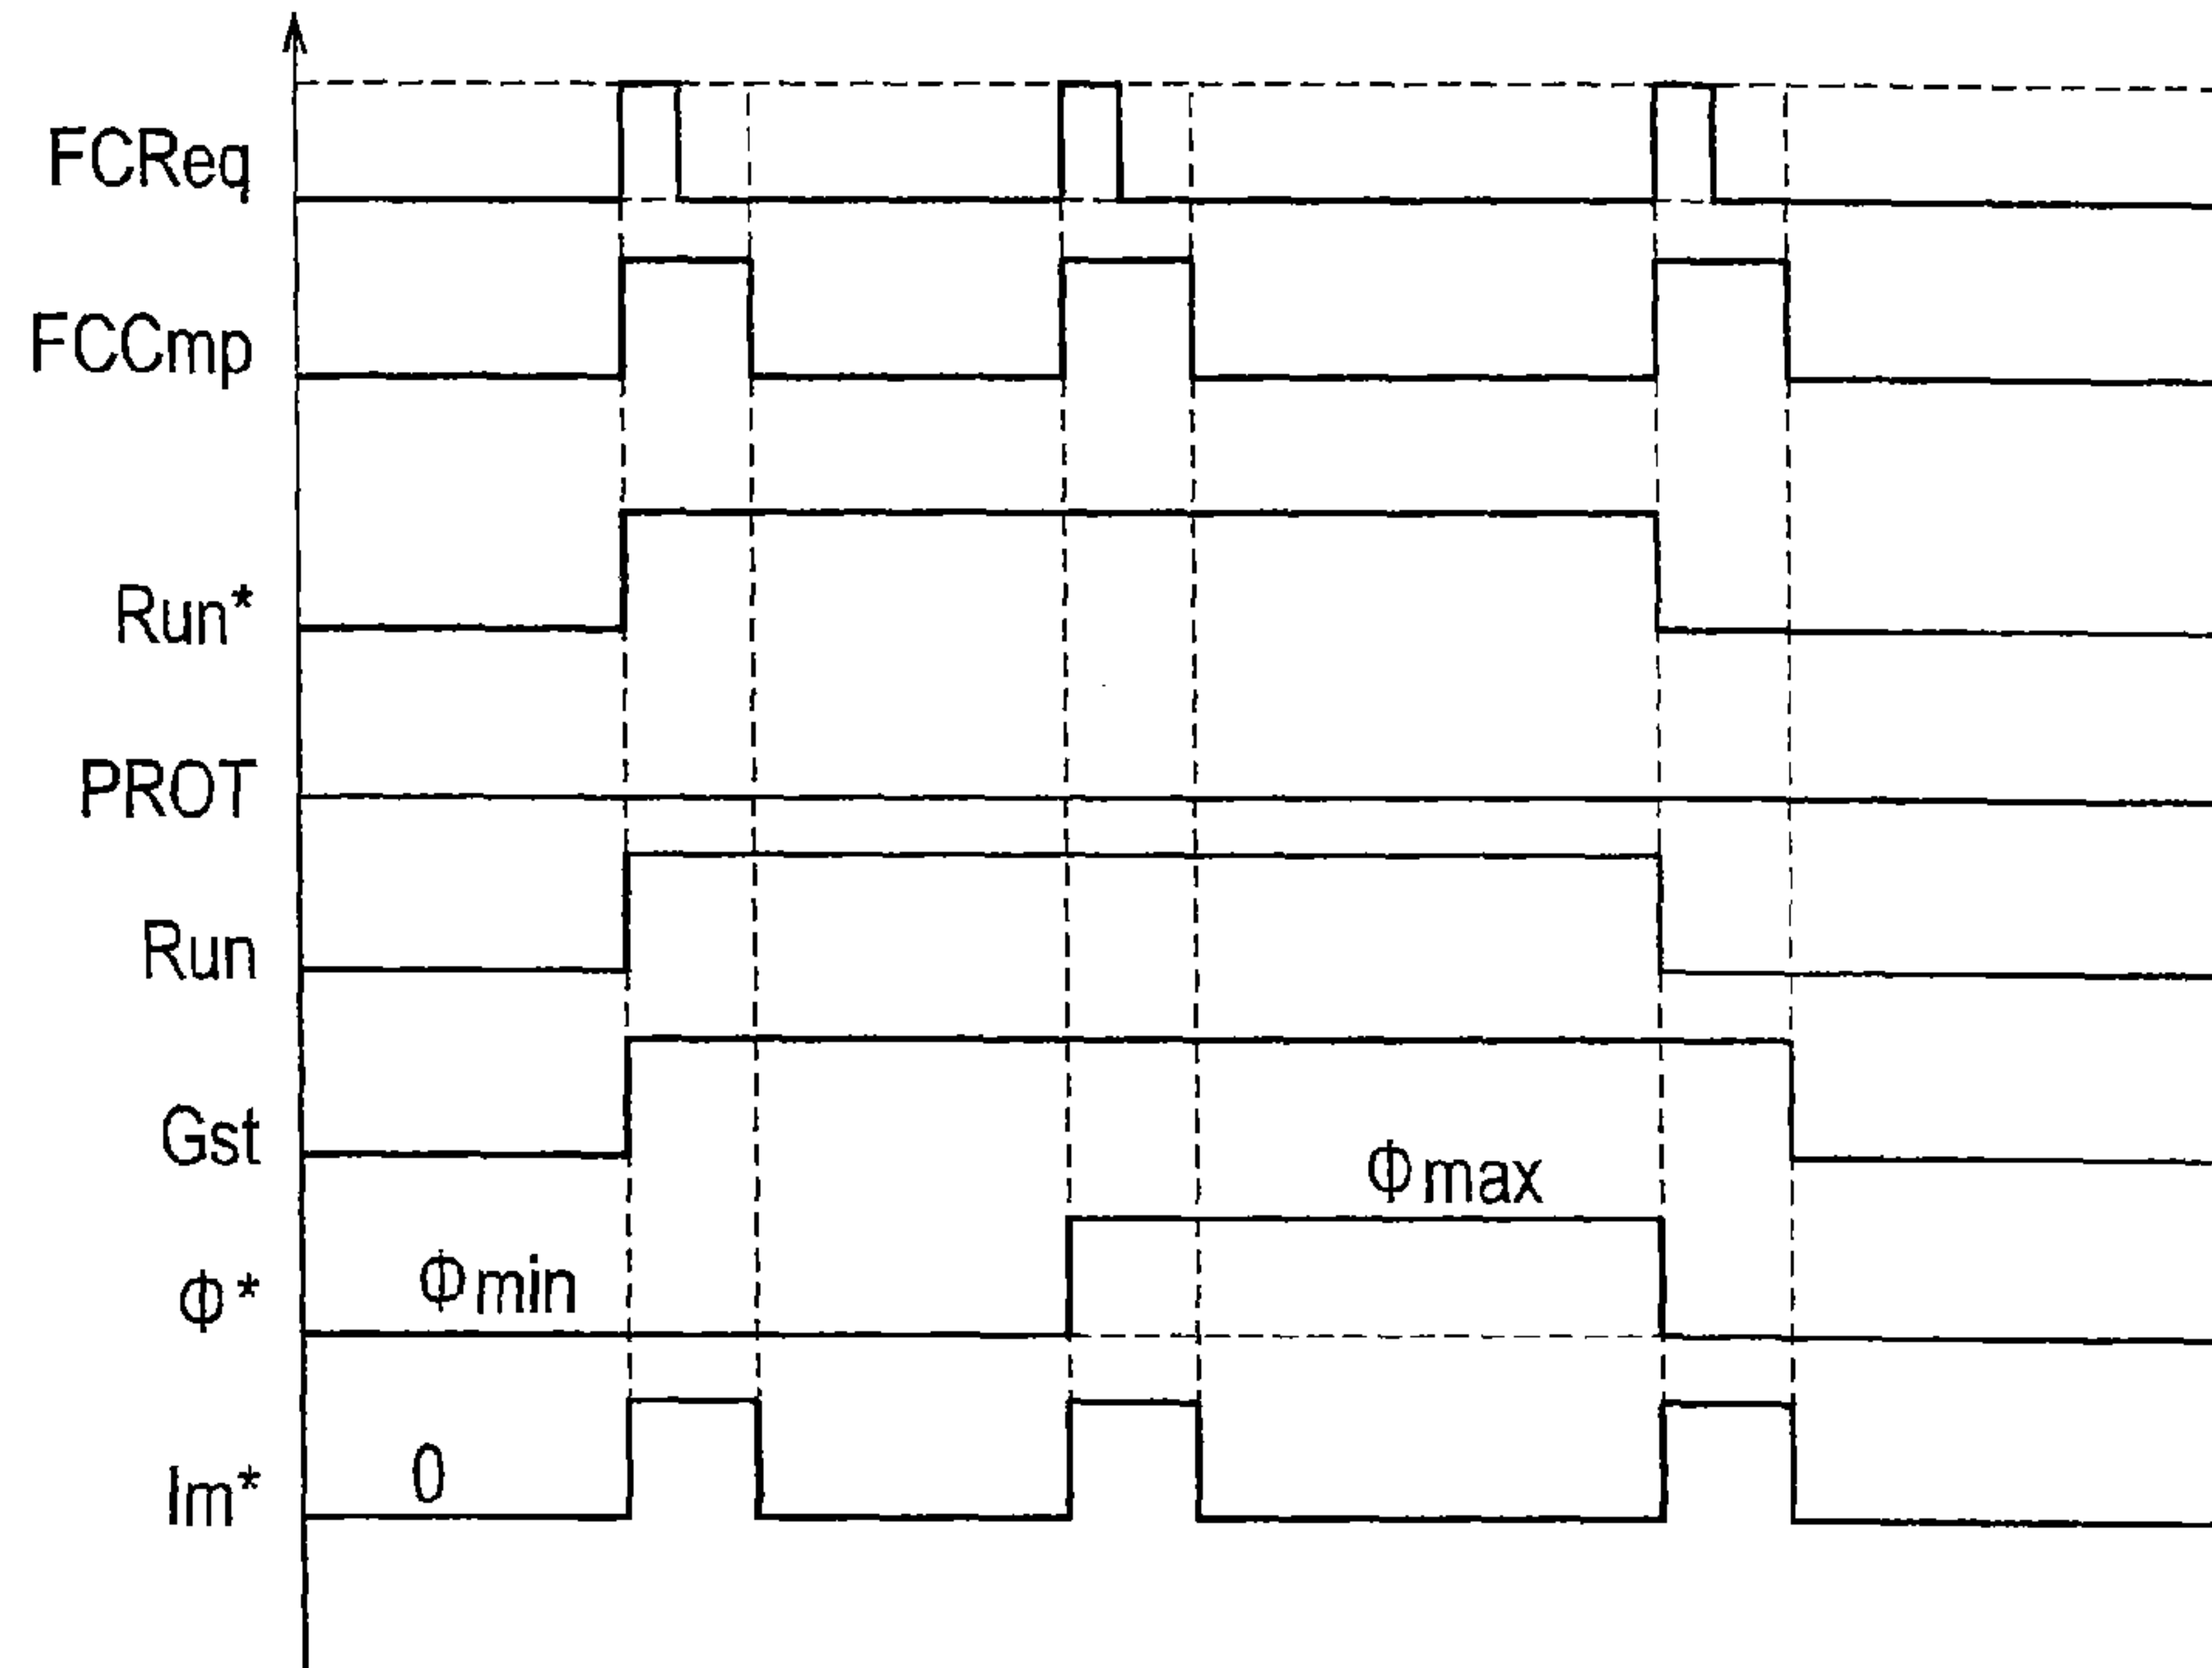 FCReq
FCCmp
Run*
PROT
Run
Gst
Φmax
Φ*
Φmin
Im*
0